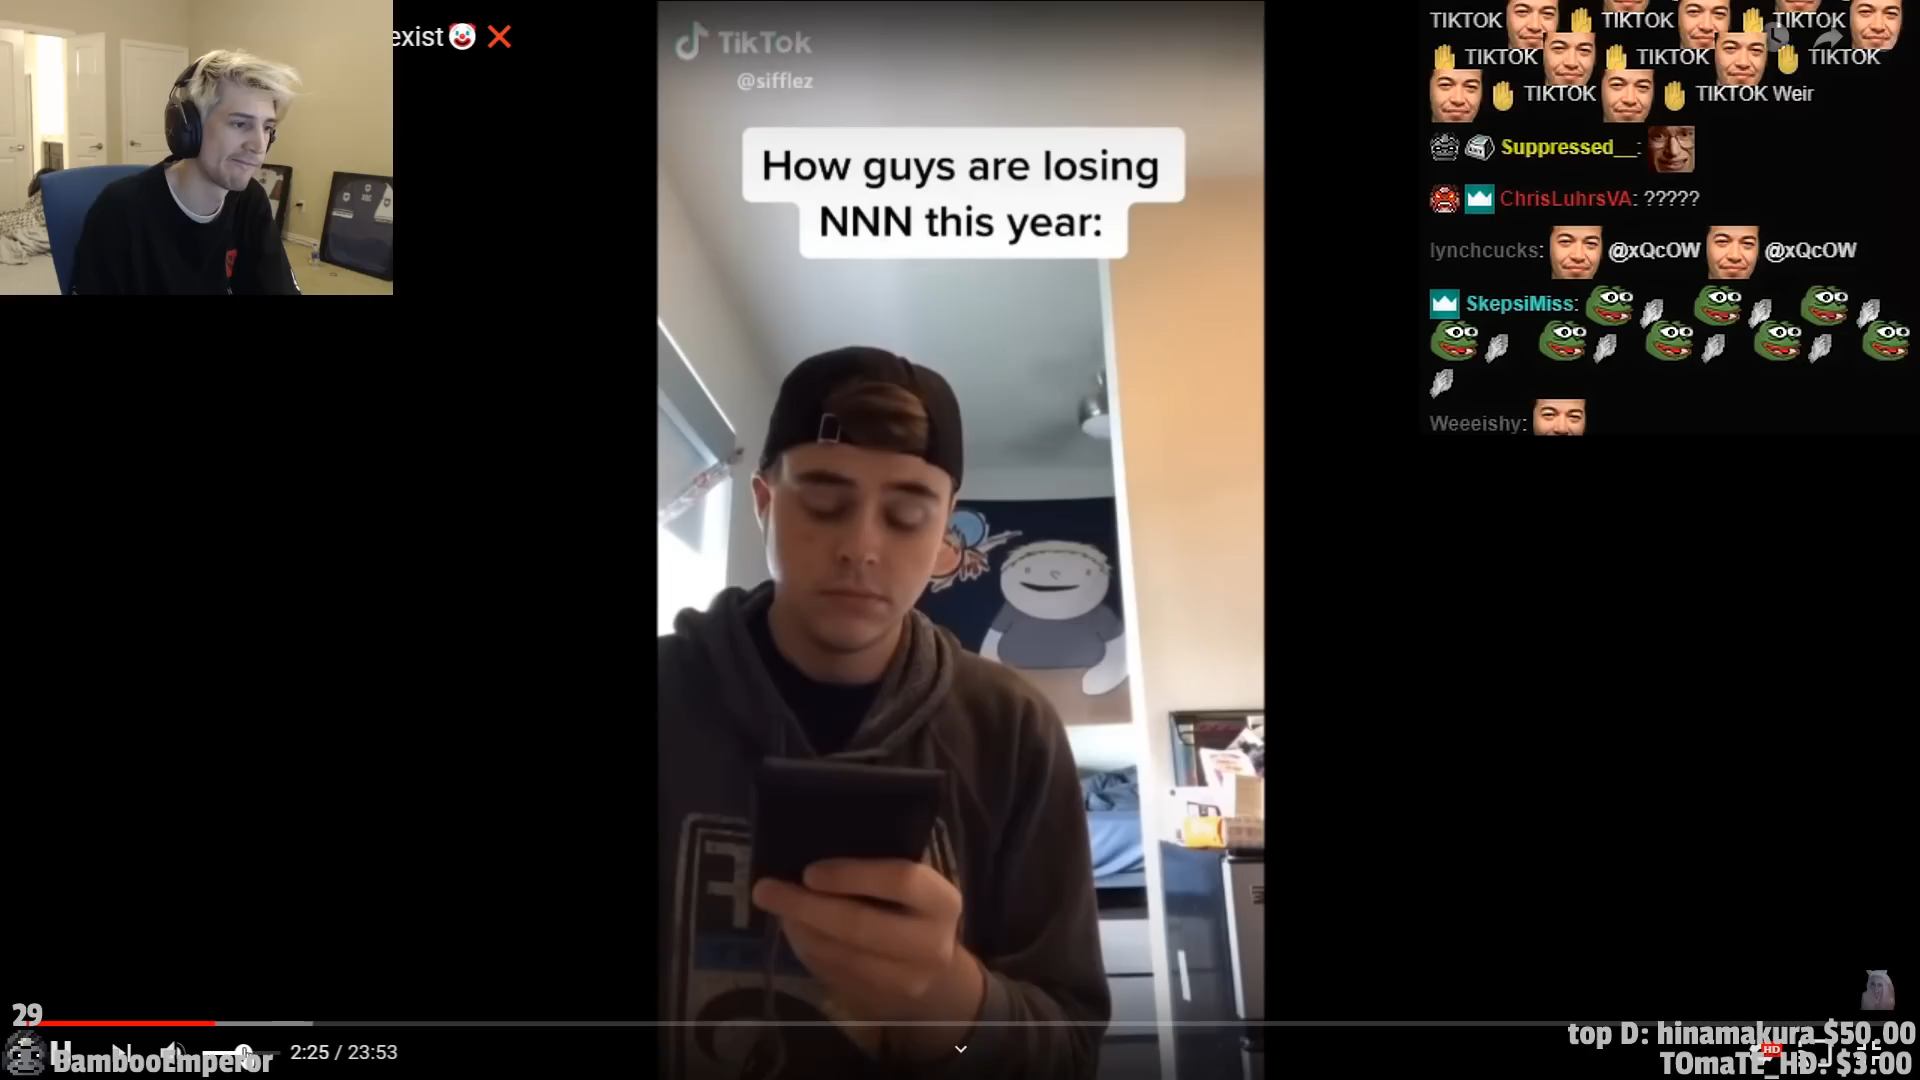 exist
TikTok
@sifflez
How guys are losing
NNN this year:
TIKTOK TIKTOK TIKTOK
TIKTOK TIKTOK TIKTOK
TIKTOK TIKTOK Weir
Suppressed__:
ChrisLuhrsVA: ?????
lynchcucks: @xQcOW @xQcOW
SkepsiMiss:
Weeeishy:
29
BambooEmperor
2:25 / 23:53
top D: hinamakura $50.00
HD
TOmaTE_HD: $3.00